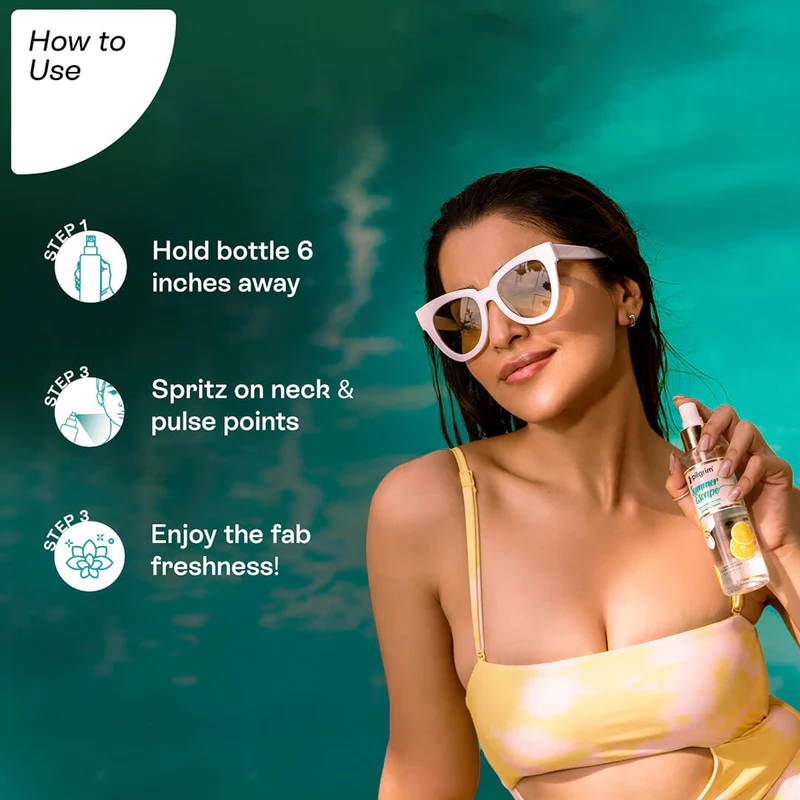 How to
Use
STEP 1
Hold bottle 6
inches away
STEP 3
Spritz on neck &
pulse points
STEP 3
Enjoy the fab
freshness!
pilgrim
Summer
Escape